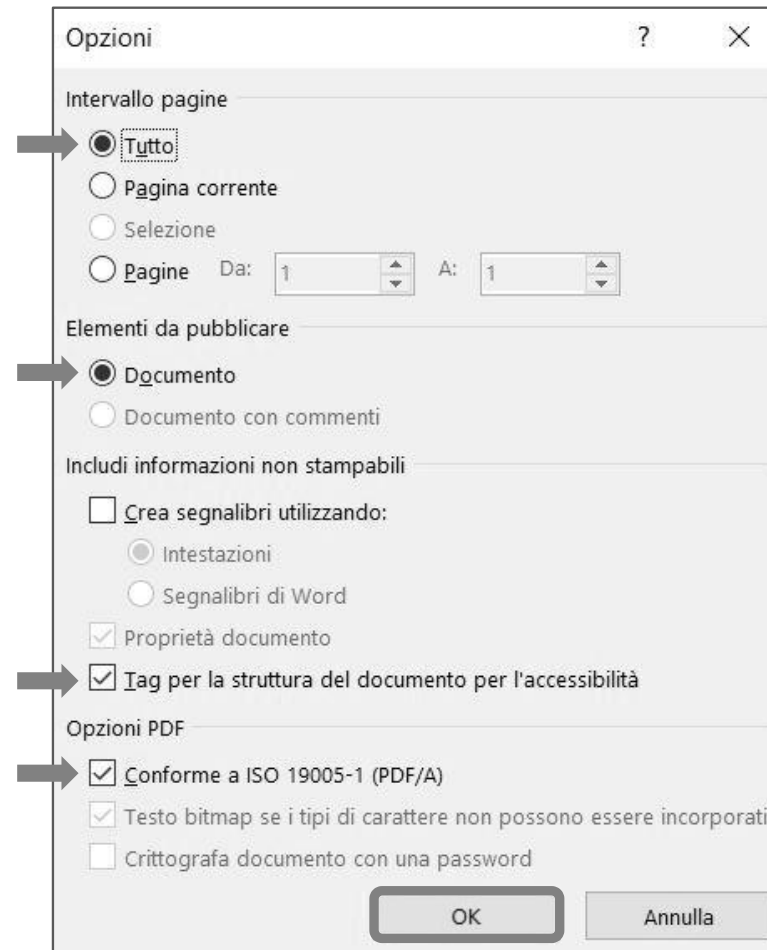 Opzioni ?
Intervallo pagine
Tutto
Pagina corrente
Selezione
Pagine Da: 1 A: 1
Elementi da pubblicare
Documento
Documento con commenti
Includi informazioni non stampabili
Crea segnalibri utilizzando:
Intestazioni
Segnalibri di Word
Proprietà documento
Tag per la struttura del documento per l'accessibilità
Opzioni PDF
Conforme a ISO 19005-1 (PDF/A)
Testo bitmap se i tipi di carattere non possono essere incorporati
Crittografa documento con una password
OK Annulla